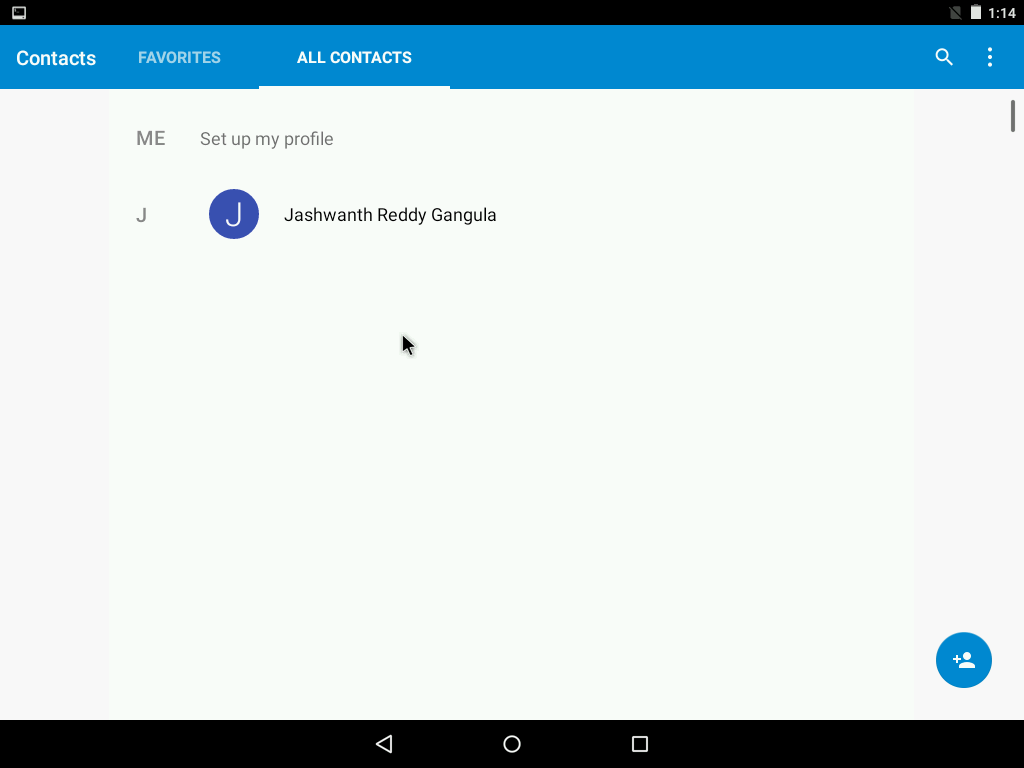 1:14
Contacts
FAVORITES
ALL CONTACTS
ME
Set up my profile
J
J
Jashwanth Reddy Gangula